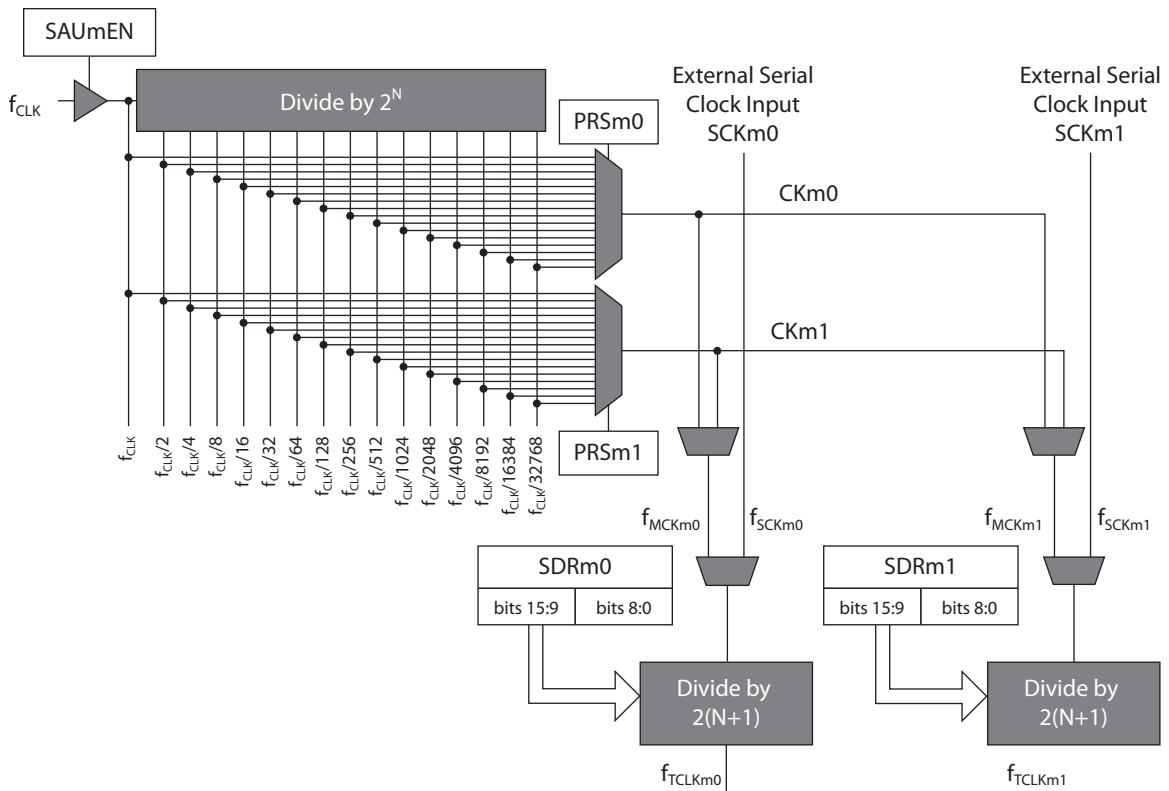 SAUmEN
fCLK
Divide by 2^N
PRSm0
External Serial
Clock Input
SCKm0
External Serial
Clock Input
SCKm1
CKm0
CKm1
PRSm1
fCLK
fCLK/2
fCLK/4
fCLK/8
fCLK/16
fCLK/32
fCLK/64
fCLK/128
fCLK/256
fCLK/512
fCLK/1024
fCLK/2048
fCLK/4096
fCLK/8192
fCLK/16384
fCLK/32768
fMCKm0
fSCKm0
fMCKm1
fSCKm1
SDRm0
bits 15:9
bits 8:0
SDRm1
bits 15:9
bits 8:0
Divide by
2(N+1)
Divide by
2(N+1)
fTCLKm0
fTCLKm1